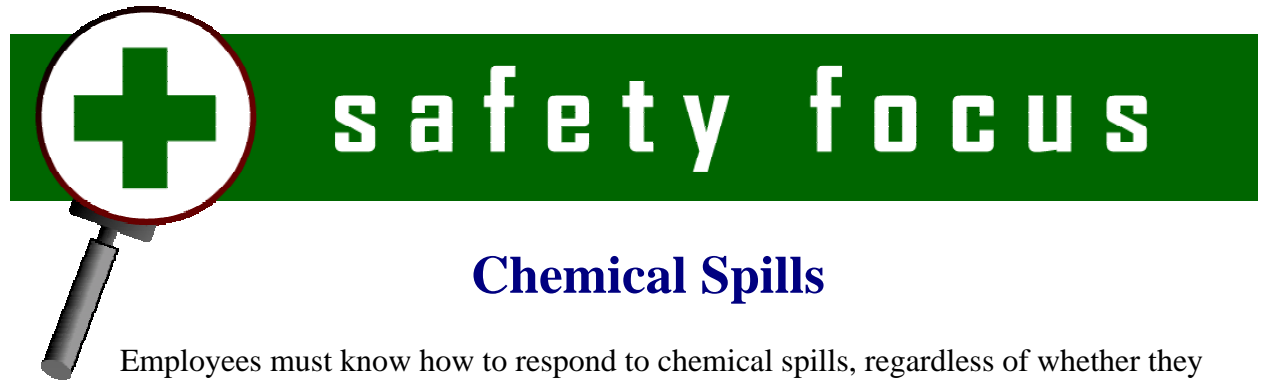 safety focus
Chemical Spills
Employees must know how to respond to chemical spills, regardless of whether they